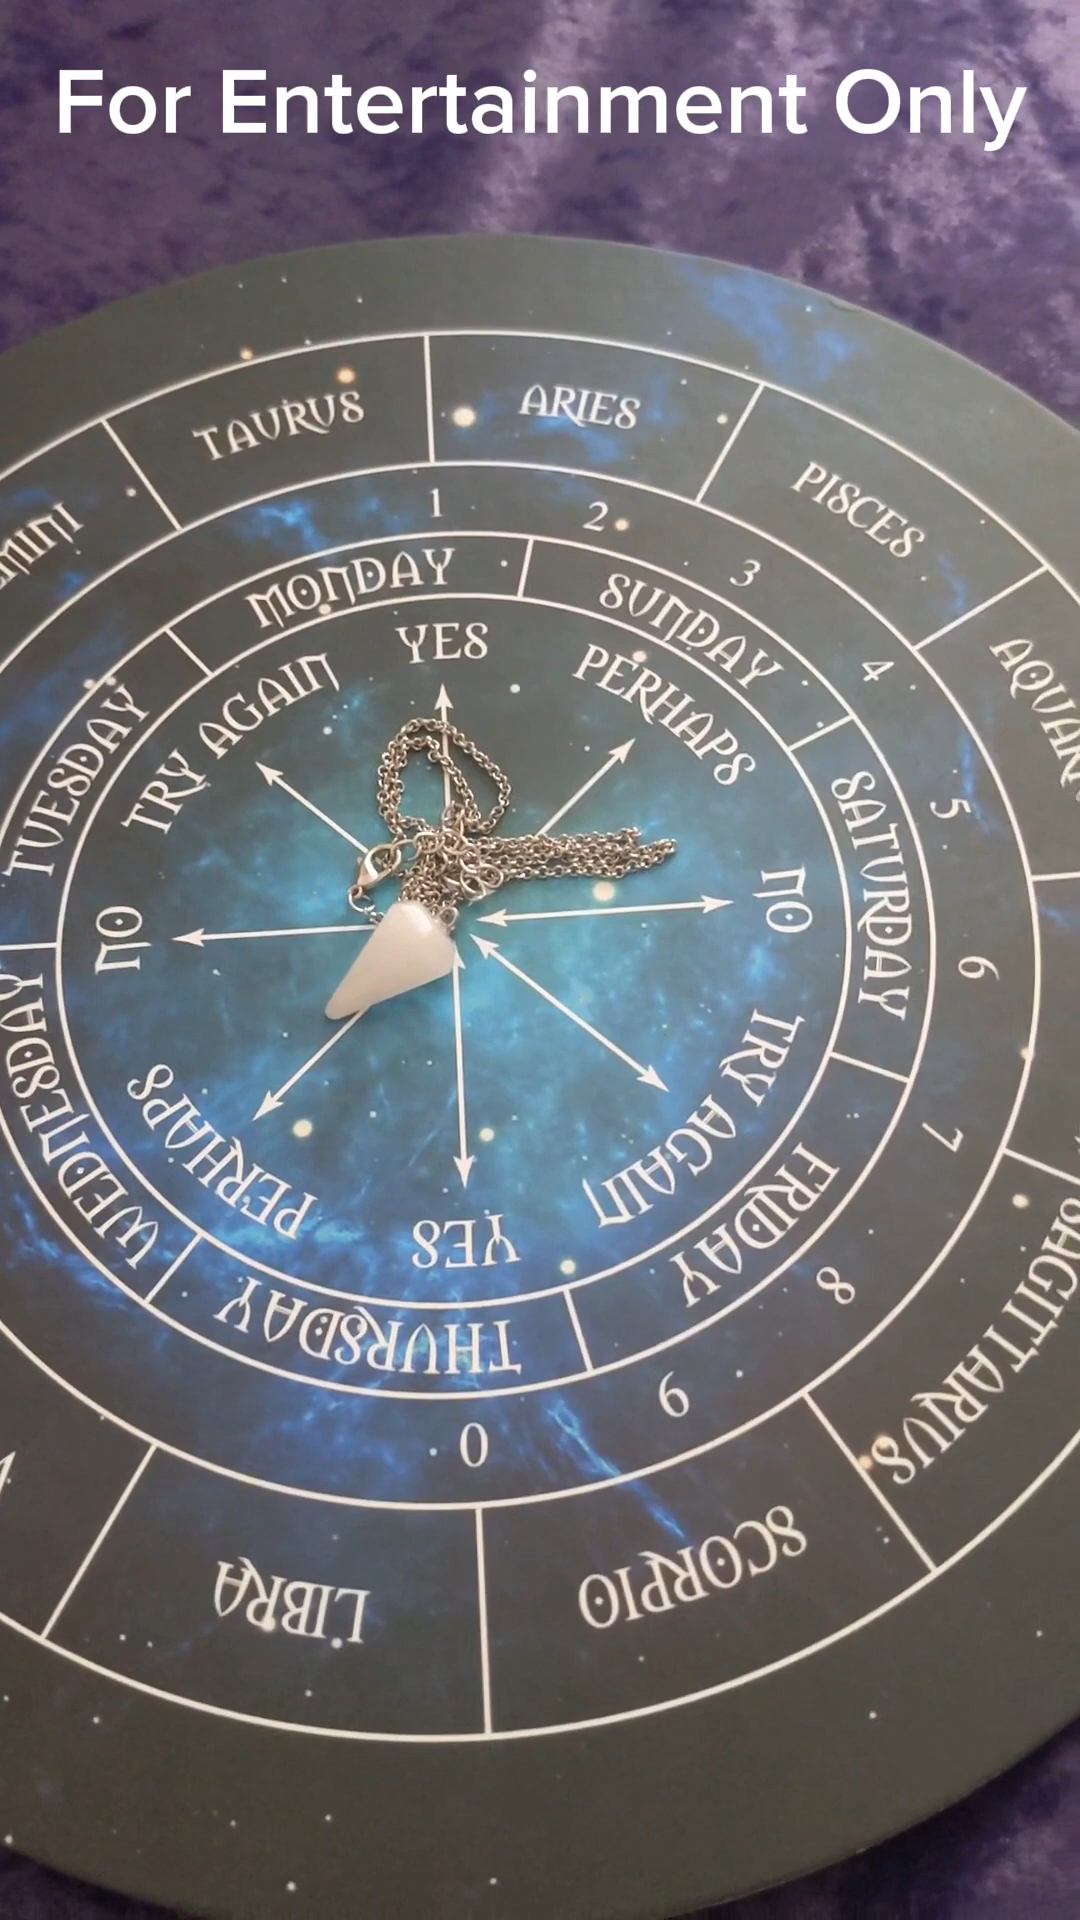 For Entertainment Only
TAURUS
ARIES
PISCES
1
2
3
4
5
6
7
8
9
0
MONDAY
SUNDAY
SATURDAY
FRIDAY
THURSDAY
WEDNESDAY
TUESDAY
YES
PERHAPS
NO
TRY AGAIN
YES
PERHAPS
NO
TRY AGAIN
SAGITTARIUS
SCORPIO
LIBRA